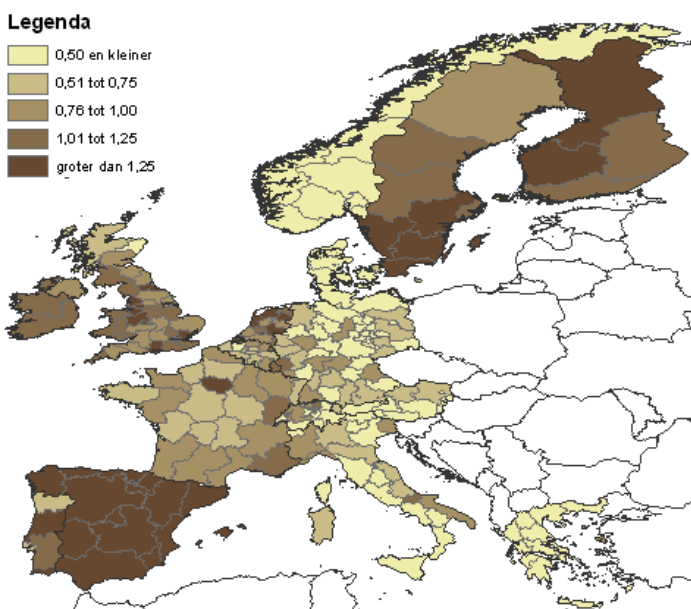 Legenda
0,50 en kleiner
0,51 tot 0,75
0,76 tot 1,00
1,01 tot 1,25
groter dan 1,25